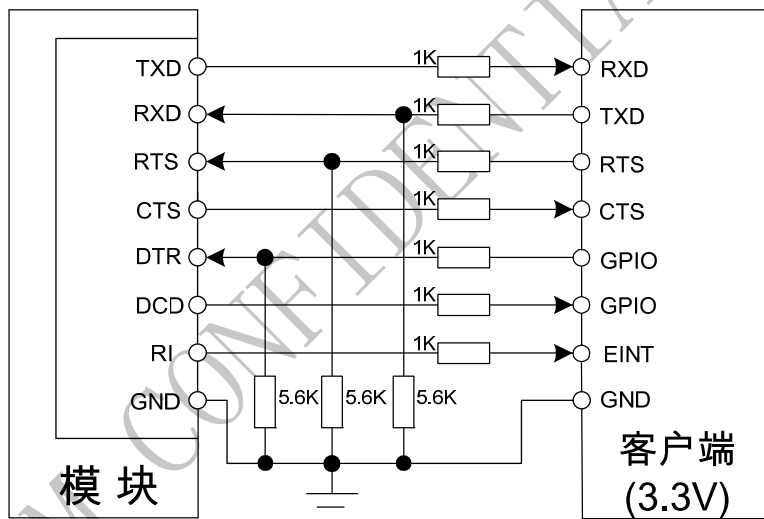 TXD 1K RXD
RXD 1K TXD
RTS 1K RTS
CTS 1K CTS
DTR 1K GPIO
DCD 1K GPIO
RI 1K EINT
GND 5.6K 5.6K 5.6K GND
模块 客户端
(3.3V)
M CONFIDENTIA